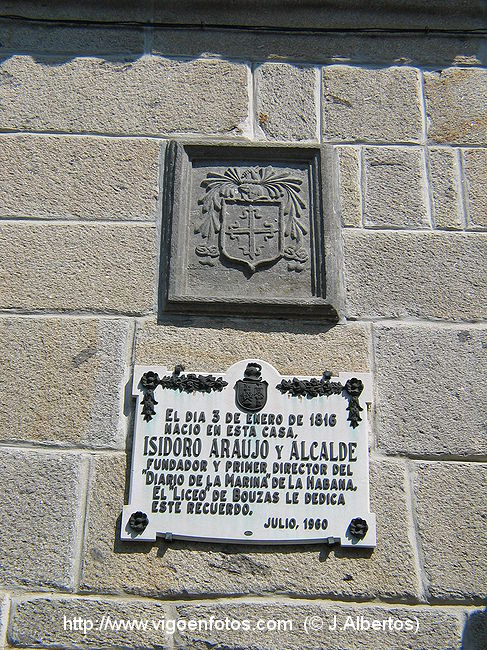 EL DIA 3 DE ENERO DE 1816
NACIO EN ESTA CASA,
ISIDORO ARAUJO Y ALCALDE
FUNDADOR Y PRIMER DIRECTOR DEL
"DIARIO DE LA MARINA" DE LA HABANA.
EL "LICEO" DE BOUZAS LE DEDICA
ESTE RECUERDO.
JULIO, 1960
http://www.vigoenfotos.com (© J.Albertos)